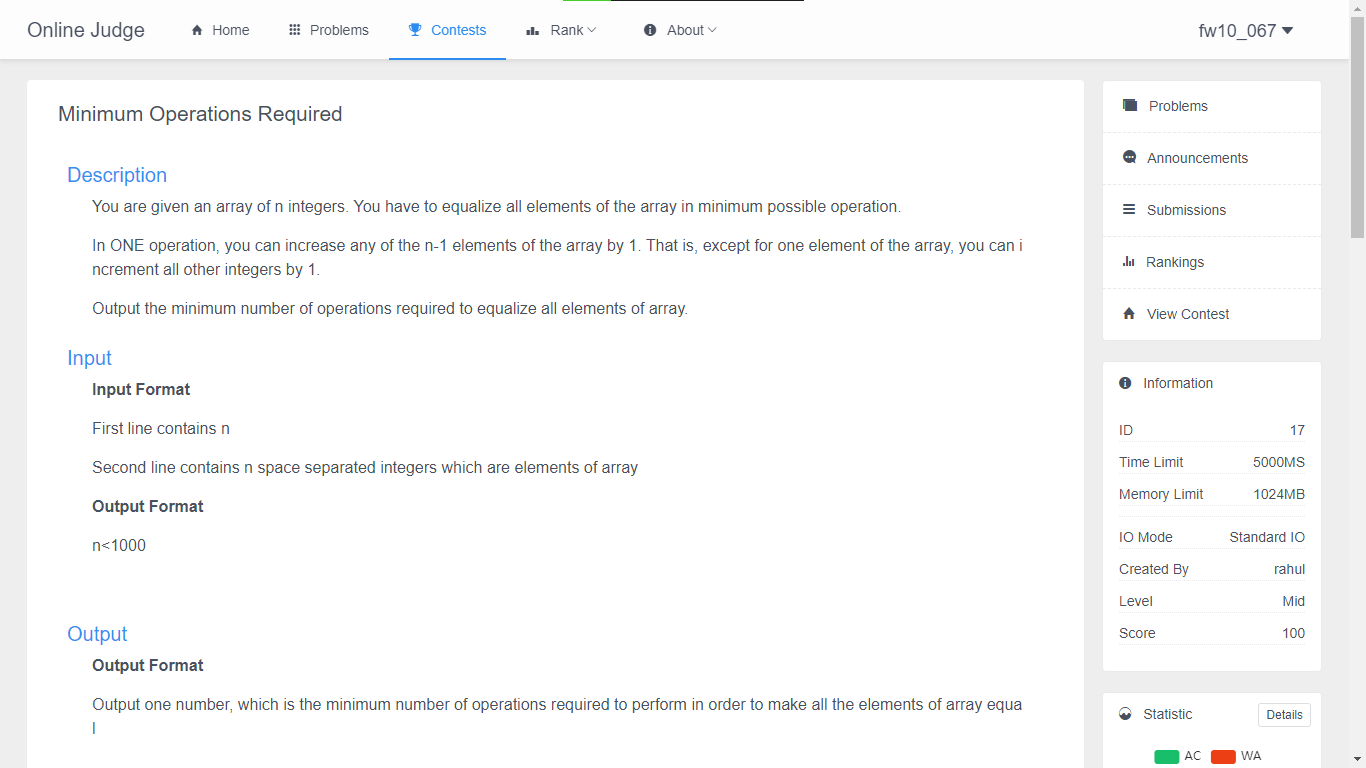 Online Judge
Home
Problems
Contests
Rank
About
fw10_067
Minimum Operations Required
Description
You are given an array of n integers. You have to equalize all elements of the array in minimum possible operation.
In ONE operation, you can increase any of the n-1 elements of the array by 1. That is, except for one element of the array, you can i
ncrement all other integers by 1.
Output the minimum number of operations required to equalize all elements of array.
Input
Input Format
First line contains n
Second line contains n space separated integers which are elements of array
Output Format
n<1000
Output
Output Format
Output one number, which is the minimum number of operations required to perform in order to make all the elements of array equa
l
Problems
Announcements
Submissions
Rankings
View Contest
Information
ID 17
Time Limit 5000MS
Memory Limit 1024MB
IO Mode Standard IO
Created By rahul
Level Mid
Score 100
Statistic Details
AC WA